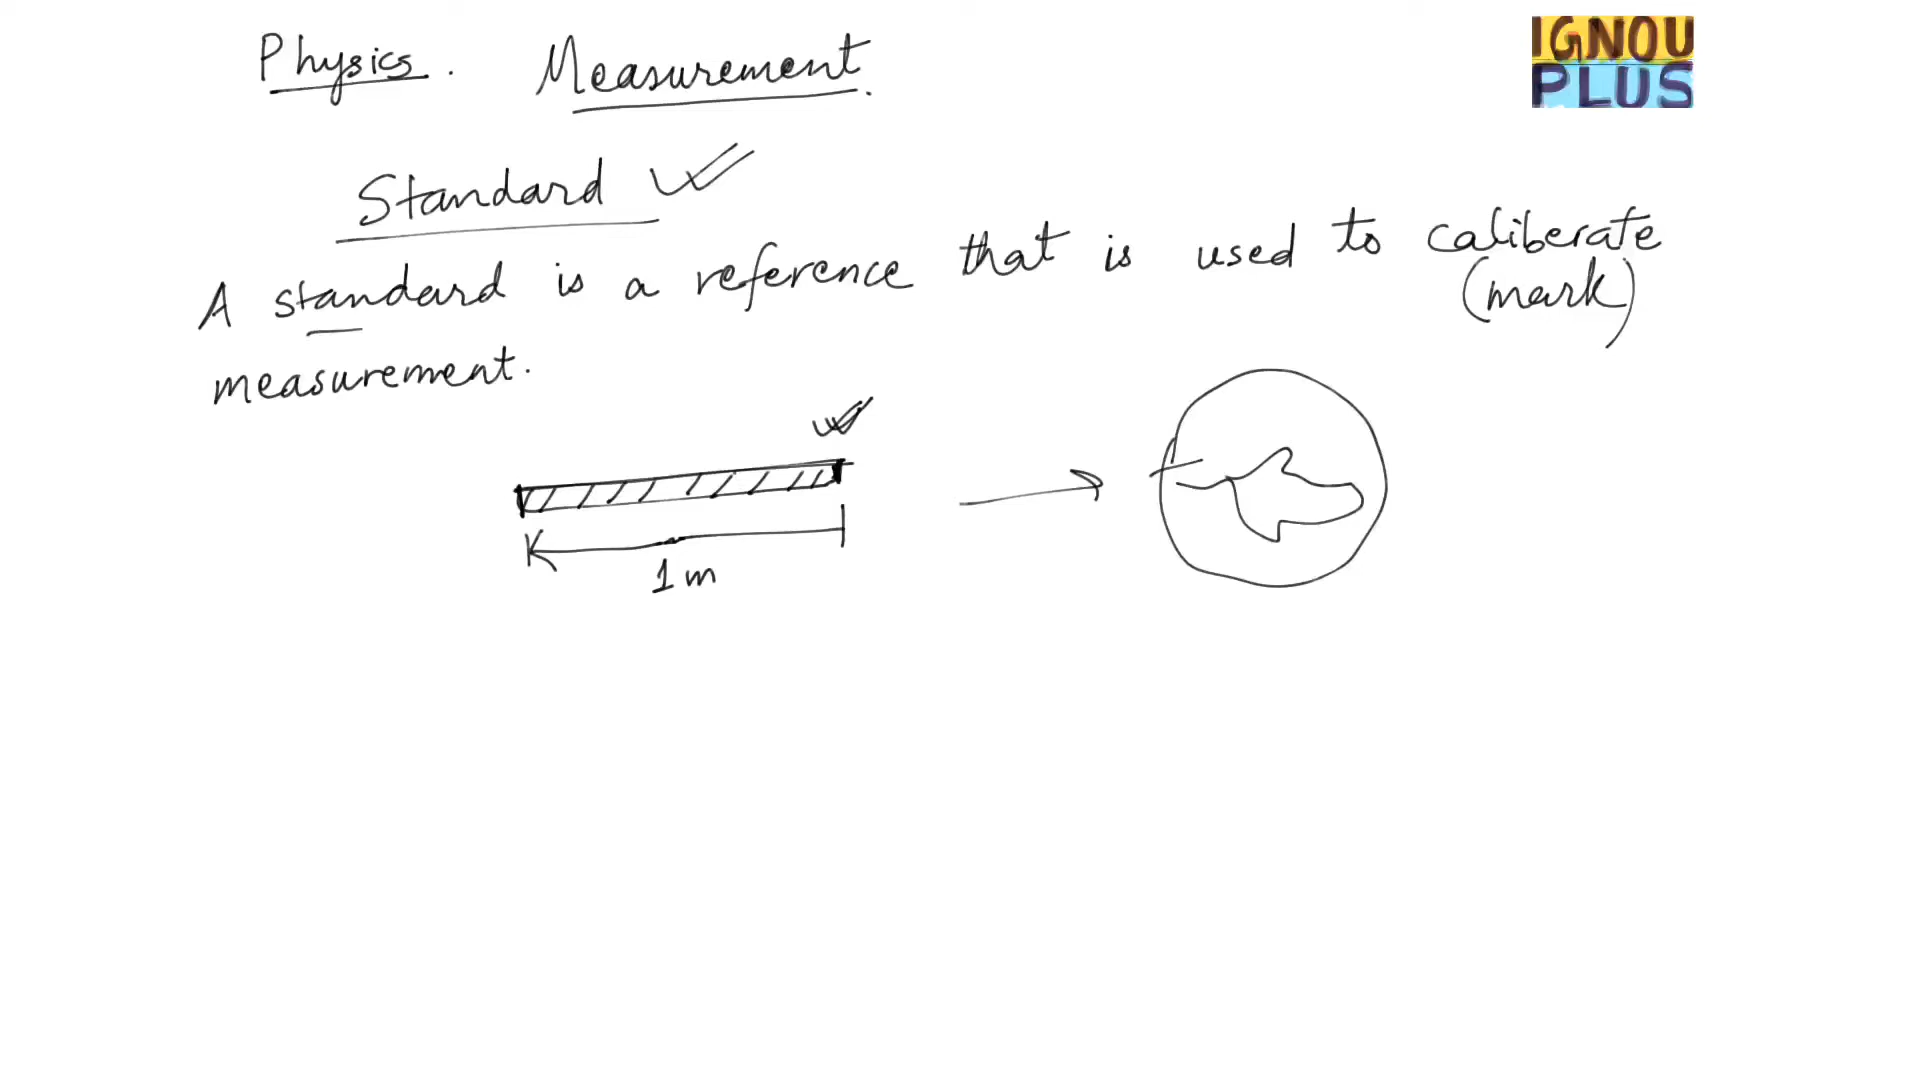 Physics. Measurement.
IGNOU
PLUS
Standard
A standard is a reference that is used to caliberate
(mark)
measurement.
1 m